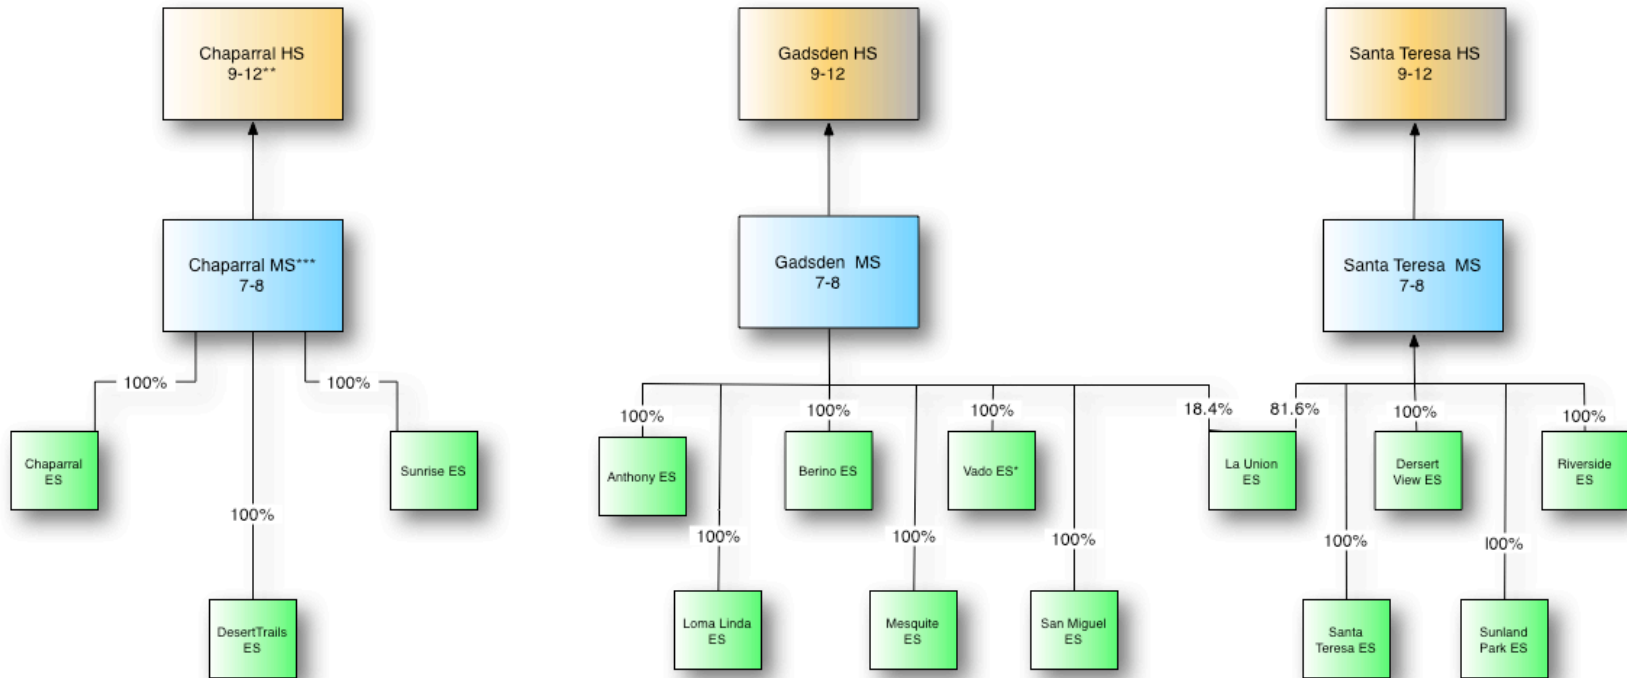 Chaparral HS
9-12**
Gadsden HS
9-12
Santa Teresa HS
9-12
Chaparral MS***
7-8
Gadsden MS
7-8
Santa Teresa MS
7-8
100%
100%
100%
100%
100%
100%
18.4%
81.6%
100%
100%
Chaparral
ES
Sunrise ES
Anthony ES
Berino ES
Vado ES*
La Union
ES
Dersert
View ES
Riverside
ES
100%
100%
100%
100%
100%
l00%
DesertTrails
ES
Loma Linda
ES
Mesquite
ES
San Miguel
ES
Santa
Teresa ES
Sunland
Park ES